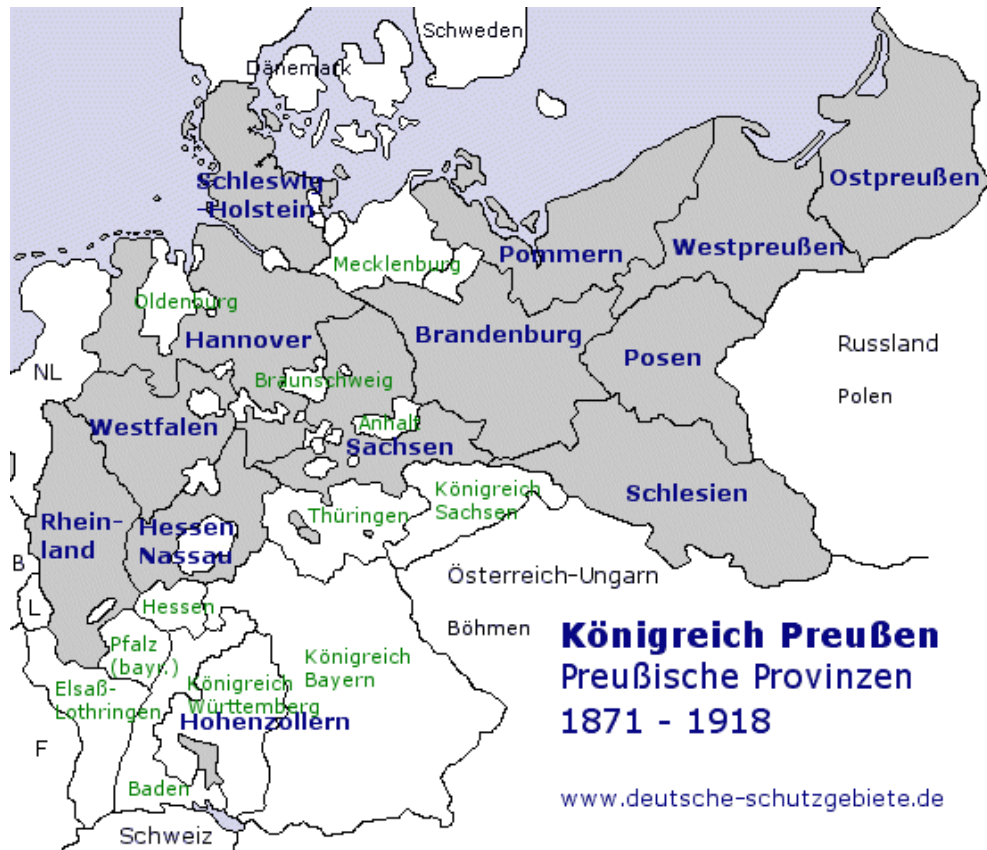 Schweden
Dänemark
Schleswig
-Holstein
Ostpreußen
Westpreußen
Pommern
Mecklenburg
Oldenburg
Hannover
Brandenburg
Posen
Russland
Polen
NL
Braunschweig
Westfalen
Anhalt
Sachsen
Königreich
Sachsen
Schlesien
Thüringen
Rhein-
land
Hessen
Nassau
B
L
Österreich-Ungarn
Böhmen
Hessen
Pfalz
(bayr.)
Elsaß-
Lothringen
Königreich
Württemberg
Königreich
Bayern
Hohenzollern
F
Baden
Schweiz
Königreich Preußen
Preußische Provinzen
1871 - 1918
www.deutsche-schutzgebiete.de